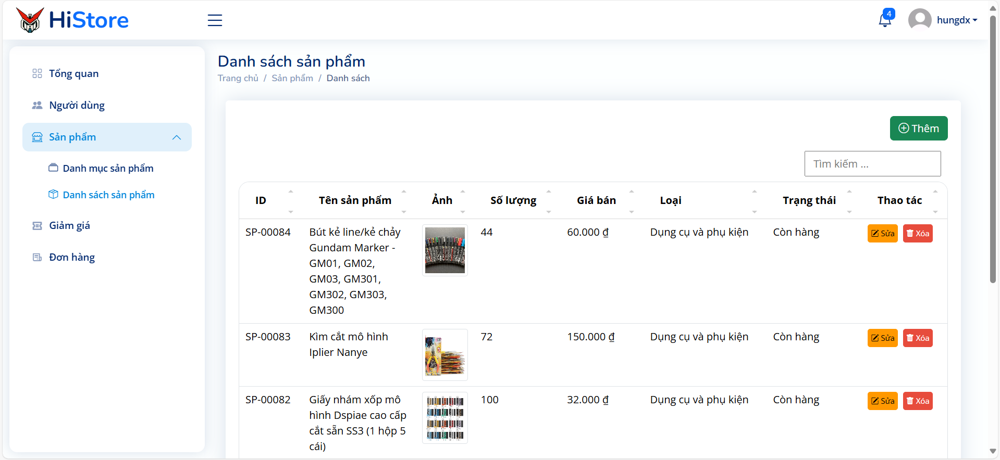 HiStore
4
hungdx
Tổng quan
Người dùng
Sản phẩm
Danh mục sản phẩm
Danh sách sản phẩm
Giảm giá
Đơn hàng
Danh sách sản phẩm
Trang chủ / Sản phẩm / Danh sách
Thêm
Tìm kiếm ...
ID Tên sản phẩm Ảnh Số lượng Giá bán Loại Trạng thái Thao tác
SP-00084 Bút kẻ line/kẻ chảy 44 60.000 ₫ Dụng cụ và phụ kiện Còn hàng Sửa Xóa
Gundam Marker -
GM01, GM02,
GM03, GM301,
GM302, GM303,
GM300
SP-00083 Kìm cắt mô hình 72 150.000 ₫ Dụng cụ và phụ kiện Còn hàng Sửa Xóa
Iplier Nanye
SP-00082 Giấy nhám xốp mô 100 32.000 ₫ Dụng cụ và phụ kiện Còn hàng Sửa Xóa
hình Dspiae cao cấp
cắt sẵn SS3 (1 hộp 5
cái)